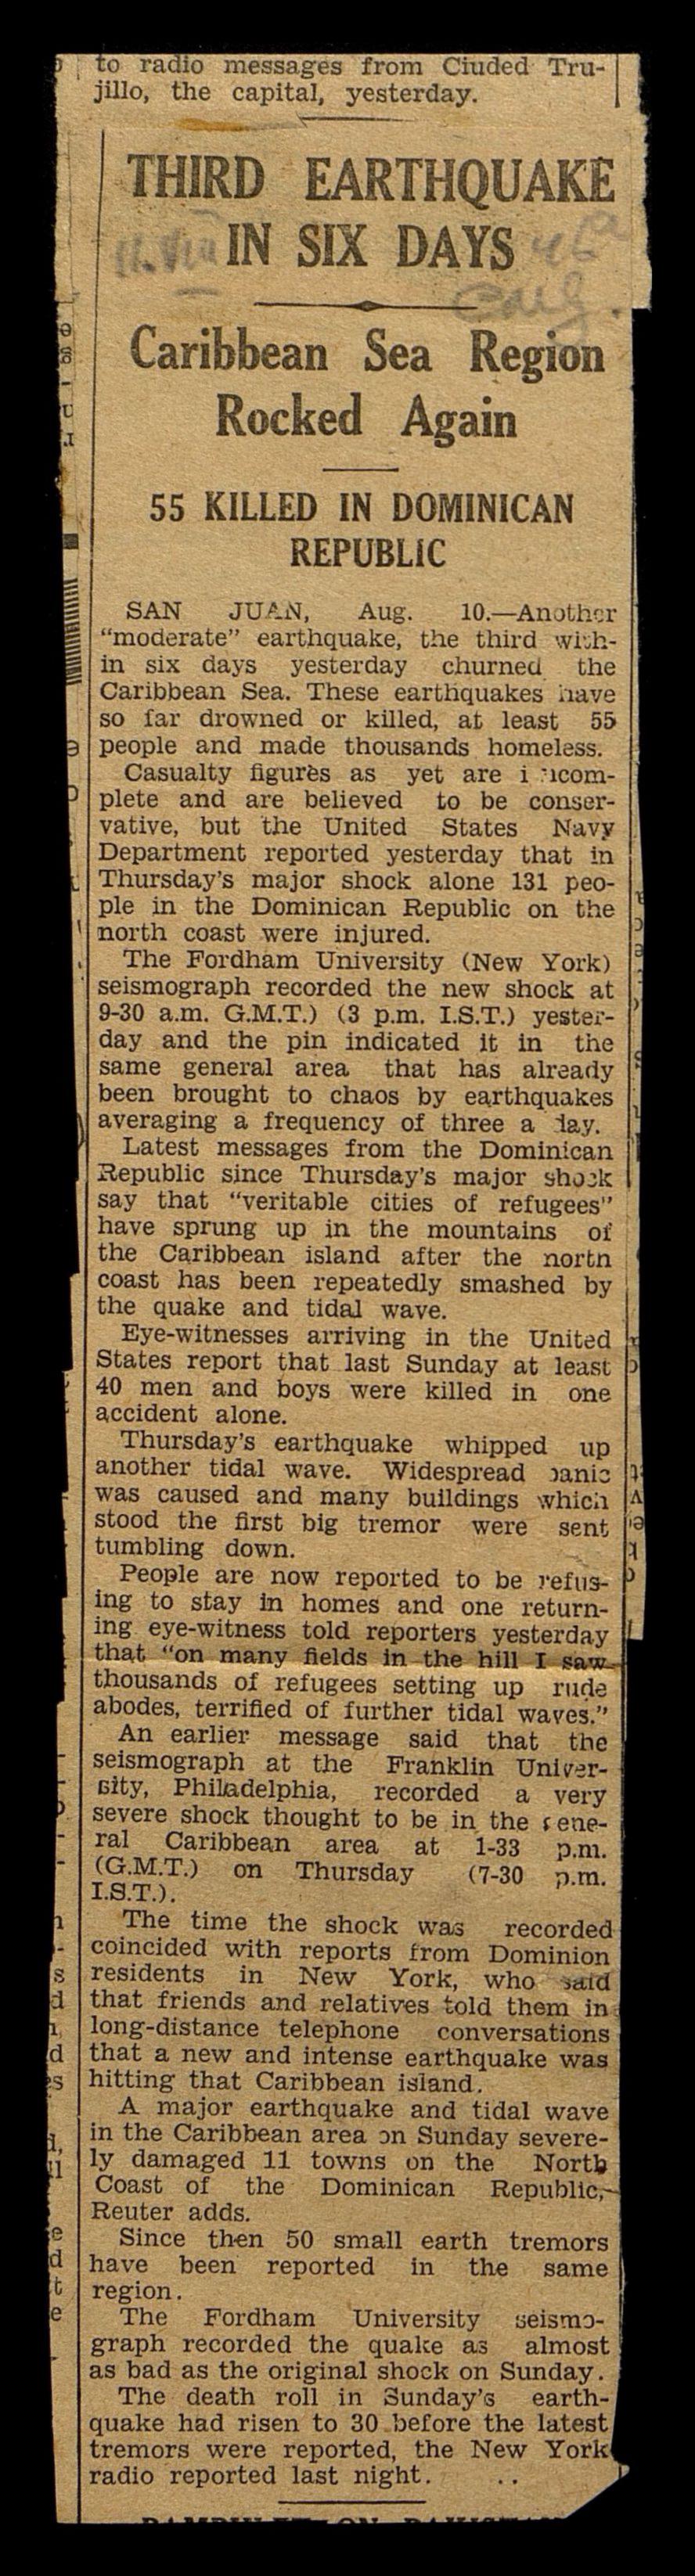 to radio messages from Ciuded Tru-
jillo, the capital, yesterday.
THIRD EARTHQUAKE
IN SIX DAYS
Caribbean Sea Region
Rocked Again
55 KILLED IN DOMINICAN
REPUBLIC
SAN JUAN, Aug. 10.—Another
"moderate" earthquake, the third with-
in six days yesterday churned the
Caribbean Sea. These earthquakes have
so far drowned or killed, at least 55
people and made thousands homeless.
Casualty figures as yet are incom-
plete and are believed to be conser-
vative, but the United States Navy
Department reported yesterday that in
Thursday's major shock alone 131 peo-
ple in the Dominican Republic on the
north coast were injured.
The Fordham University (New York)
seismograph recorded the new shock at
9-30 a.m. G.M.T.) (3 p.m. I.S.T.) yester-
day and the pin indicated it in the
same general area that has already
been brought to chaos by earthquakes
averaging a frequency of three a day.
Latest messages from the Dominican
Republic since Thursday's major shock
say that "veritable cities of refugees"
have sprung up in the mountains of
the Caribbean island after the north
coast has been repeatedly smashed by
the quake and tidal wave.
Eye-witnesses arriving in the United
States report that last Sunday at least
40 men and boys were killed in one
accident alone.
Thursday's earthquake whipped up
another tidal wave. Widespread panic
was caused and many buildings which
stood the first big tremor were sent
tumbling down.
People are now reported to be refus-
ing to stay in homes and one return-
ing eye-witness told reporters yesterday
that "on many fields in the hill I saw
thousands of refugees setting up rude
abodes, terrified of further tidal waves."
An earlier message said that the
seismograph at the Franklin Univer-
sity, Philadelphia, recorded a very
severe shock thought to be in the gene-
ral Caribbean area at 1-33 p.m.
(G.M.T.) on Thursday (7-30 p.m.
I.S.T.).
The time the shock was recorded
coincided with reports from Dominion
residents in New York, who said
that friends and relatives told them in
long-distance telephone conversations
that a new and intense earthquake was
hitting that Caribbean island.
A major earthquake and tidal wave
in the Caribbean area on Sunday severe-
ly damaged 11 towns on the North
Coast of the Dominican Republic,
Reuter adds.
Since then 50 small earth tremors
have been reported in the same
region.
The Fordham University seismo-
graph recorded the quake as almost
as bad as the original shock on Sunday.
The death roll in Sunday's earth-
quake had risen to 30 before the latest
tremors were reported, the New York
radio reported last night.